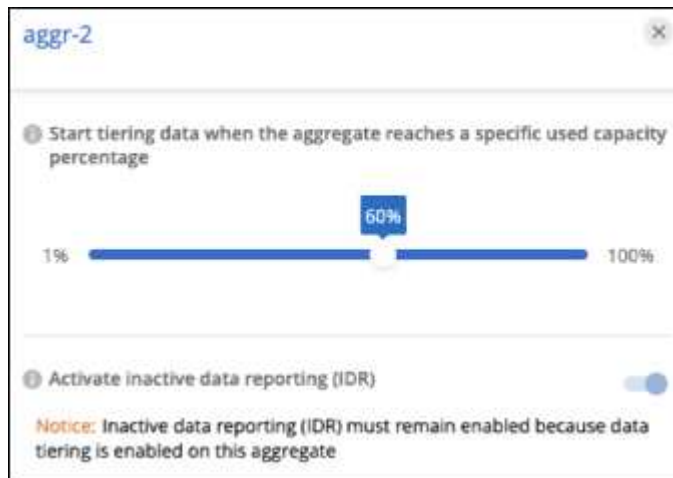 aggr-2
Start tiering data when the aggregate reaches a specific used capacity
percentage
60%
1%
100%
Activate inactive data reporting (IDR)
Notice: Inactive data reporting (IDR) must remain enabled because data
tiering is enabled on this aggregate